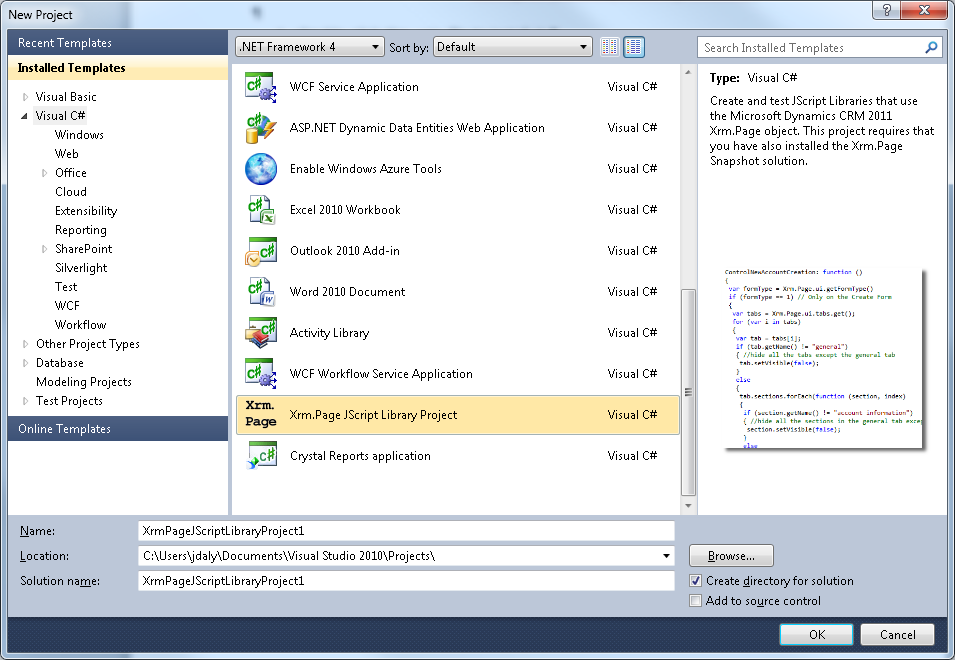 New Project
Recent Templates
Installed Templates
Visual Basic
Visual C#
Windows
Web
Office
Cloud
Extensibility
Reporting
SharePoint
Silverlight
Test
WCF
Workflow
Other Project Types
Database
Modeling Projects
Test Projects
Online Templates
.NET Framework 4 Sort by: Default
WCF Service Application Visual C#
ASP.NET Dynamic Data Entities Web Application Visual C#
Enable Windows Azure Tools Visual C#
Excel 2010 Workbook Visual C#
Outlook 2010 Add-in Visual C#
Word 2010 Document Visual C#
Activity Library Visual C#
WCF Workflow Service Application Visual C#
Xrm.
Page
Xrm.Page JScript Library Project Visual C#
Crystal Reports application Visual C#
Search Installed Templates
Type: Visual C#
Create and test JScript Libraries that use
the Microsoft Dynamics CRM 2011
Xrm.Page object. This project requires that
you have also installed the Xrm.Page
Snapshot solution.
ControlNewAccountCreation: function ()
{
var formType = Xrm.Page.ui.getFormType()
if (formType == 1) // Only on the Create Form
{
var tabs = Xrm.Page.ui.tabs.get();
for (var i in tabs)
{
var tab = tabs[i];
if (tab.getName() != "general")
{ //hide all the tabs except the general tab
tab.setVisible(false);
}
else
{
tab.sections.forEach(function (section, index)
{
if (section.getName() != "account information")
{ //hide all the sections in the general tab exce
section.setVisible(false);
}
else
Name: XrmPageJScriptLibraryProject1
Location: C:\Users\jdaly\Documents\Visual Studio 2010\Projects\ Browse...
Solution name: XrmPageJScriptLibraryProject1
Create directory for solution
Add to source control
OK Cancel